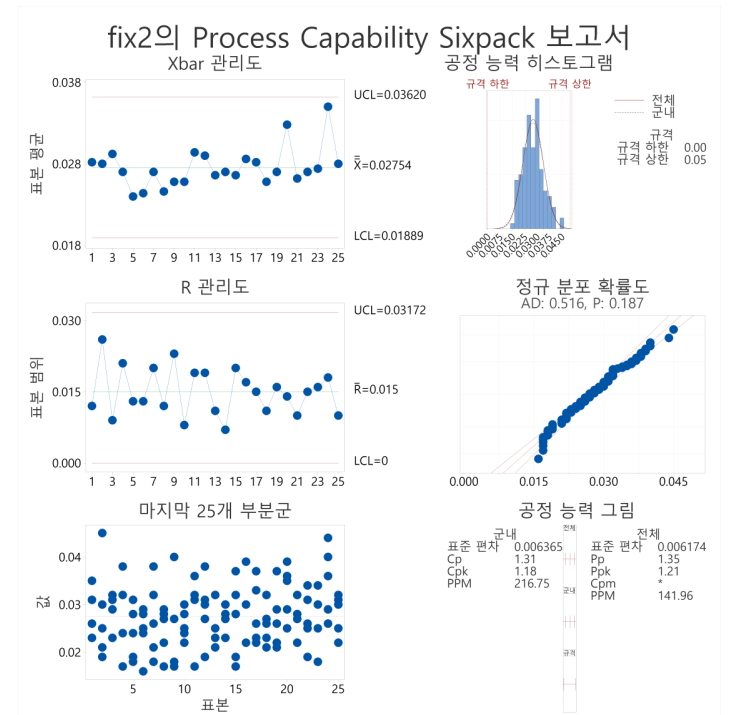 fix2의 Process Capability Sixpack 보고서
Xbar 관리도
표본 평균
0.038
0.028
0.018
UCL=0.03620
X̿=0.02754
LCL=0.01889
1 3 5 7 9 11 13 15 17 19 21 23 25
공정 능력 히스토그램
규격 하한 규격 상한
0.0000 0.0075 0.0150 0.0225 0.0300 0.0375 0.0450
전체
군내
규격
규격 하한 0.00
규격 상한 0.05
R 관리도
표본 범위
0.030
0.015
0.000
UCL=0.03172
R̅=0.015
LCL=0
1 3 5 7 9 11 13 15 17 19 21 23 25
정규 분포 확률도
AD: 0.516, P: 0.187
0.000 0.015 0.030 0.045
마지막 25개 부분군
값
0.04
0.03
0.02
5 10 15 20 25
표본
공정 능력 그림
군내
표준 편차 0.006365
Cp 1.31
Cpk 1.18
PPM 216.75
전체
군내
규격
전체
표준 편차 0.006174
Pp 1.35
Ppk 1.21
Cpm *
PPM 141.96